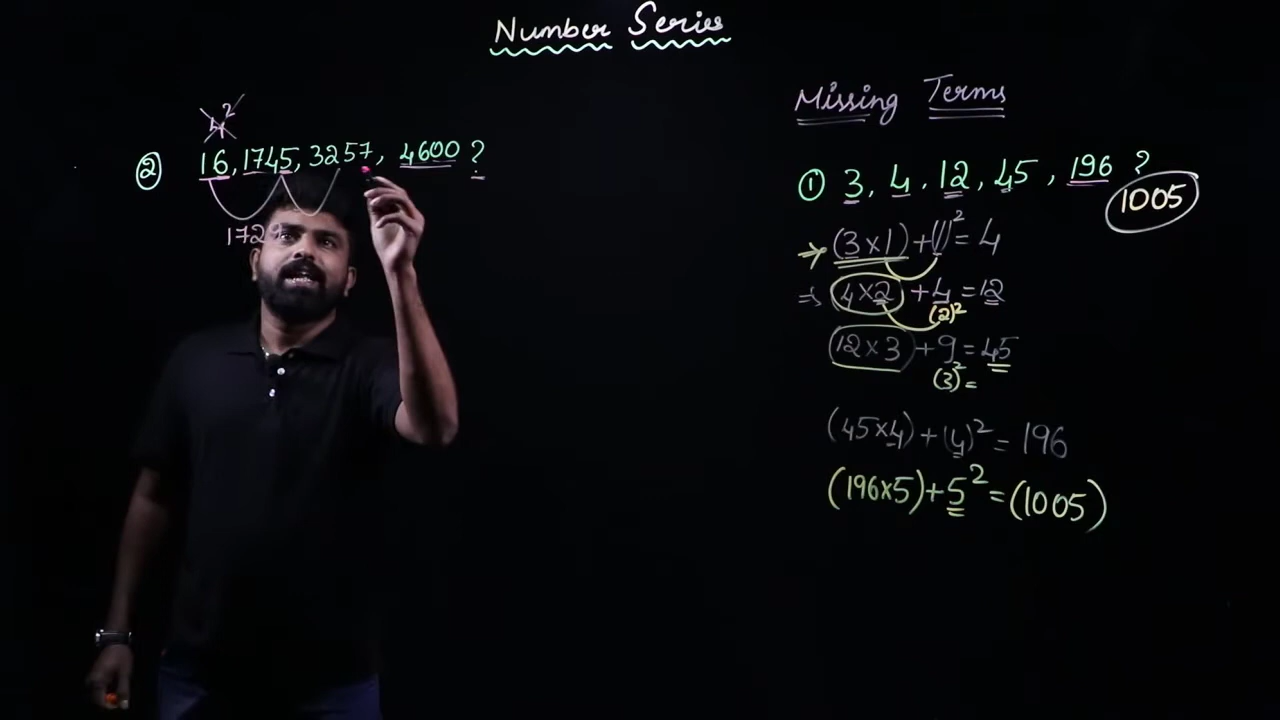 Number Series
4²
② 16, 1745, 3257, 4600 ?
172
Missing Terms
① 3, 4, 12, 45, 196 ?
1005
→ (3×1) + (1)² = 4
⇒ 4×2 + 4 = 12
(2)²
12×3 + 9 = 45
(3)² =
(45×4) + (4)² = 196
(196×5) + 5² = (1005)